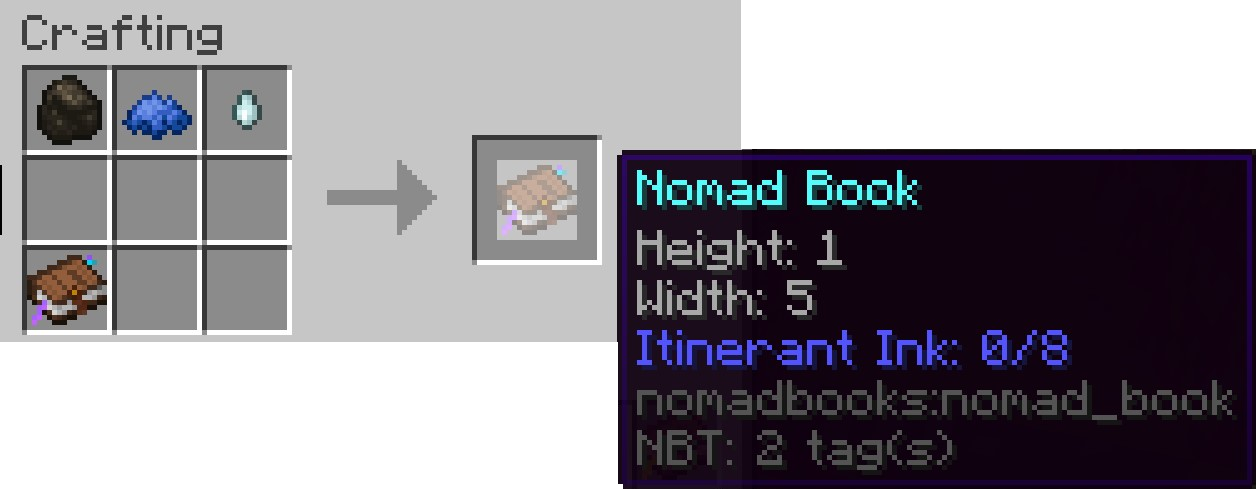 Crafting
Nomad Book
Height: 1
Width: 5
Itinerant Ink: 0/8
nomadbooks:nomad_book
NBT: 2 tag(s)